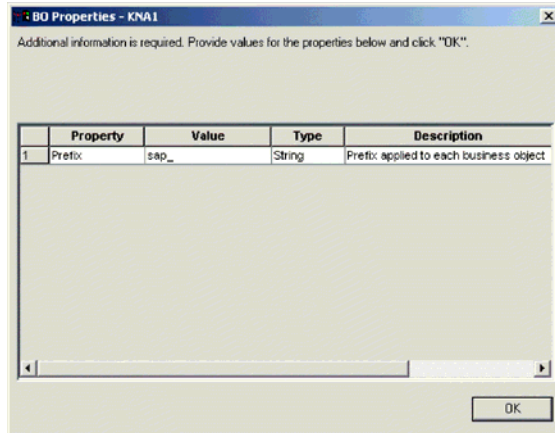 BO Properties - KNA1
Additional information is required. Provide values for the properties below and click "OK".
Property Value Type Description
1 Prefix sap_ String Prefix applied to each business object
OK